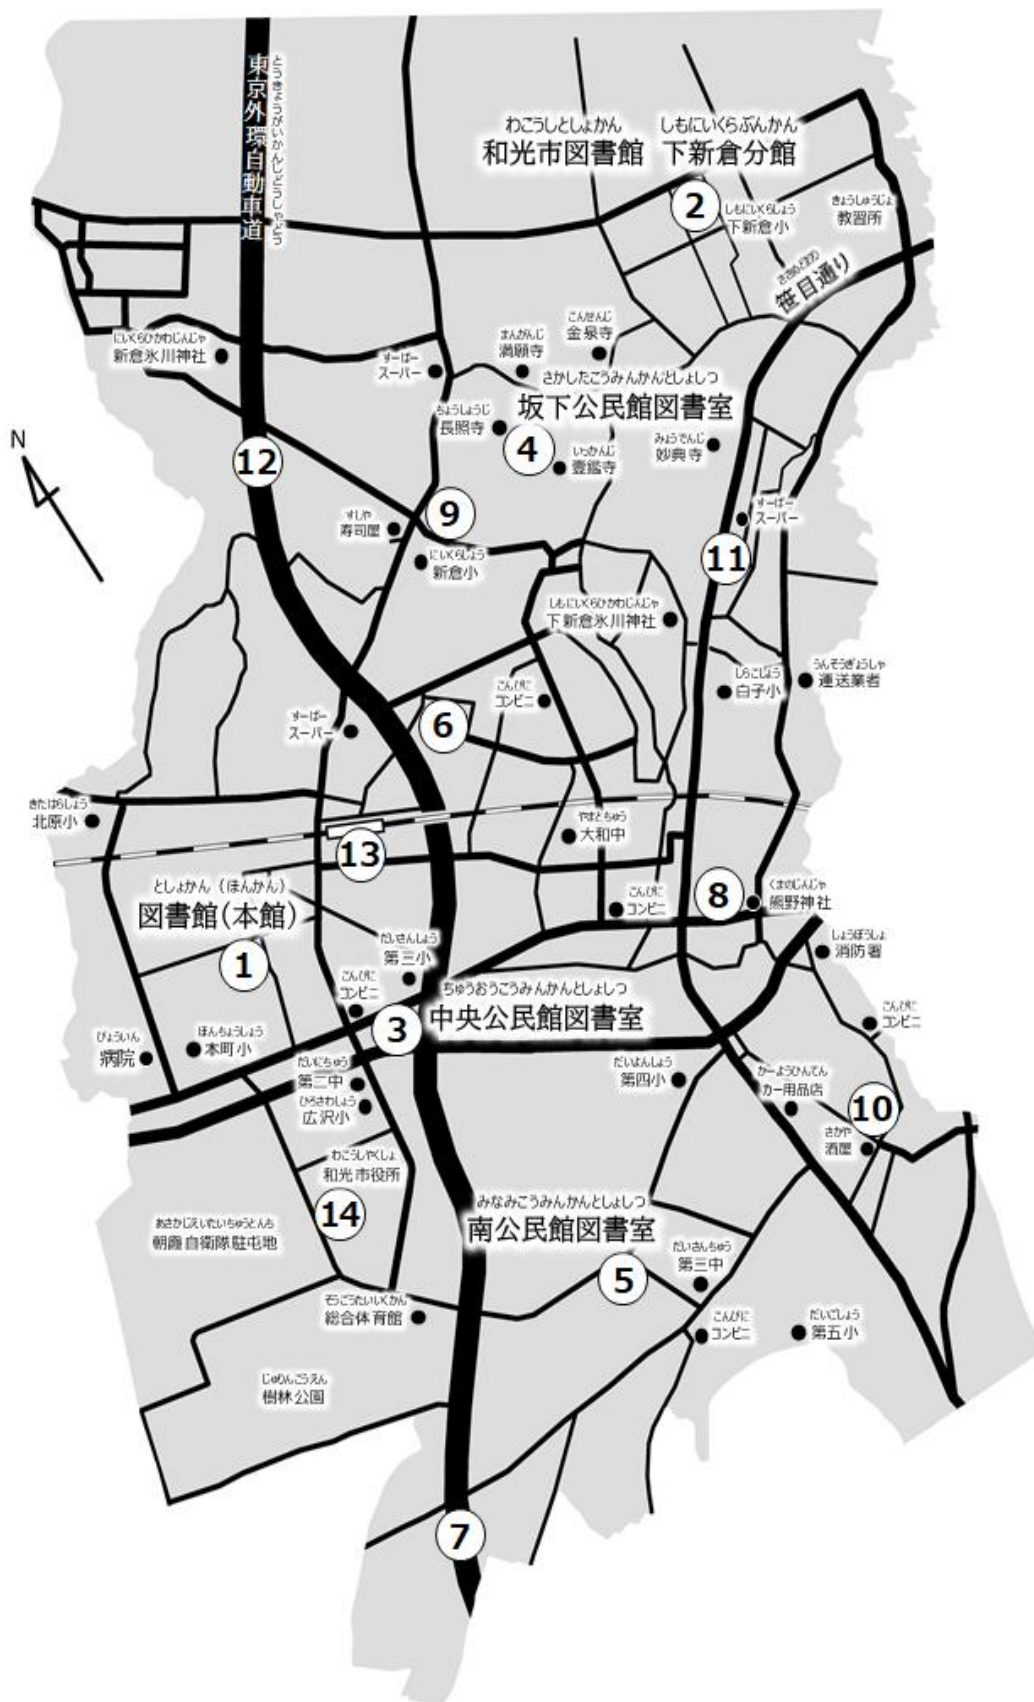 とうきょうがいかんじどうしゃどう
東京外環自動車道
わこうしとしょかん　しもにいくらぶんかん
和光市図書館　下新倉分館
2
しもにいくらしょう
下新倉小
きょうしゅうじょ
教習所
ささめどおり
笹目通り
にいくらひかわじんじゃ
新倉氷川神社
すーぱー
スーパー
まんがんじ
満願寺
こんせんじ
金泉寺
さかしたこうみんかんとしょしつ
坂下公民館図書室
ちょうしょうじ
長照寺
4
いっかんじ
壹鑑寺
みょうてんじ
妙典寺
N
12
すしや
寿司屋
9
にいくらしょう
新倉小
すーぱー
スーパー
11
しもにいくらひかわじんじゃ
下新倉氷川神社
こんびに
コンビニ
しらこしょう
白子小
うんそうぎょうしゃ
運送業者
すーぱー
スーパー
6
きたはらしょう
北原小
やまとちゅう
大和中
13
としょかん（ほんかん）
図書館（本館）
1
こんびに
コンビニ
8
くまのじんじゃ
熊野神社
だいさんしょう
第三小
しょうぼうしょ
消防署
こんびに
コンビニ
ちゅうおうこうみんかんとしょしつ
中央公民館図書室
3
こんびに
コンビニ
びょういん
病院
ほんちょうしょう
本町小
だいにちゅう
第二中
ひろさわしょう
広沢小
だいよんしょう
第四小
かーようひんてん
カー用品店
10
さかや
酒屋
わこうしやくしょ
和光市役所
14
あさかじえいたいちゅうとんち
朝霞自衛隊駐屯地
みなみこうみんかんとしょしつ
南公民館図書室
5
だいさんちゅう
第三中
そうごうたいいくかん
総合体育館
こんびに
コンビニ
だいごしょう
第五小
じゅりんこうえん
樹林公園
7